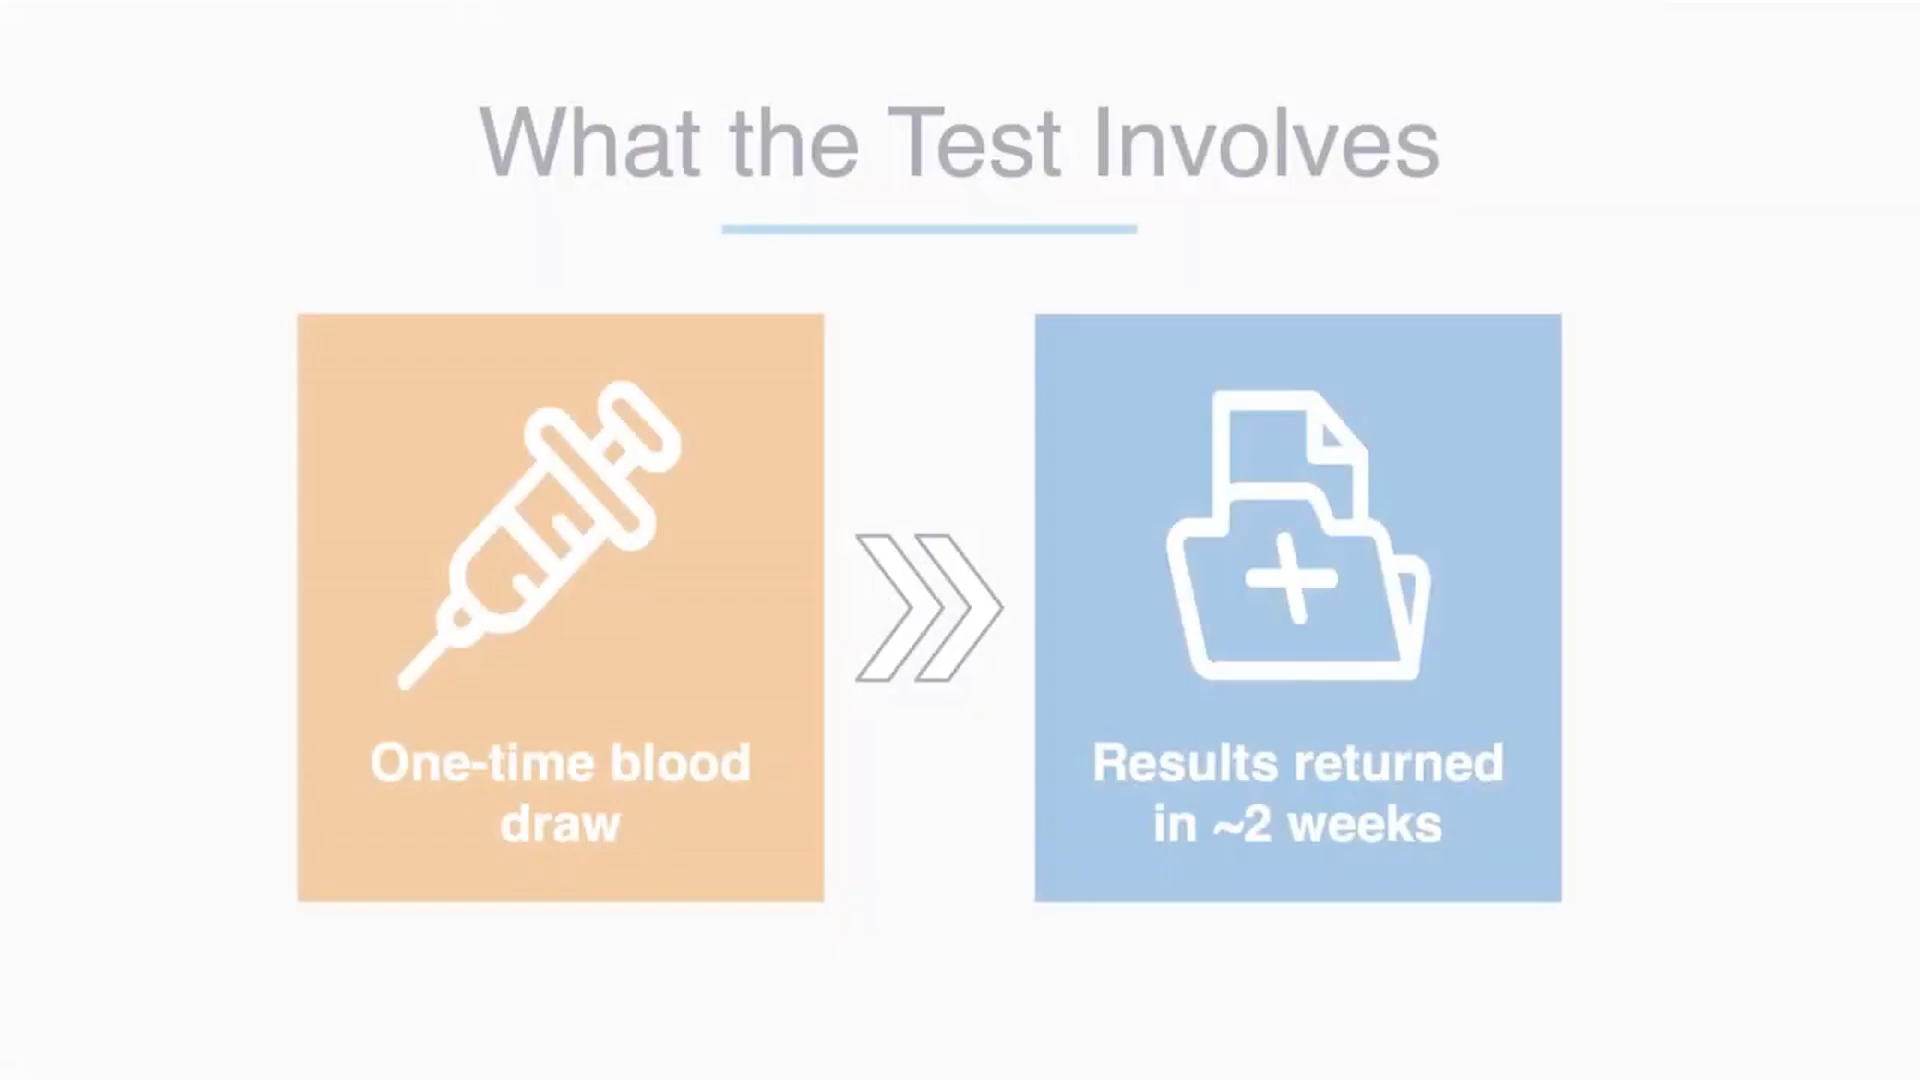 What the Test Involves
One-time blood
draw
Results returned
in ~2 weeks